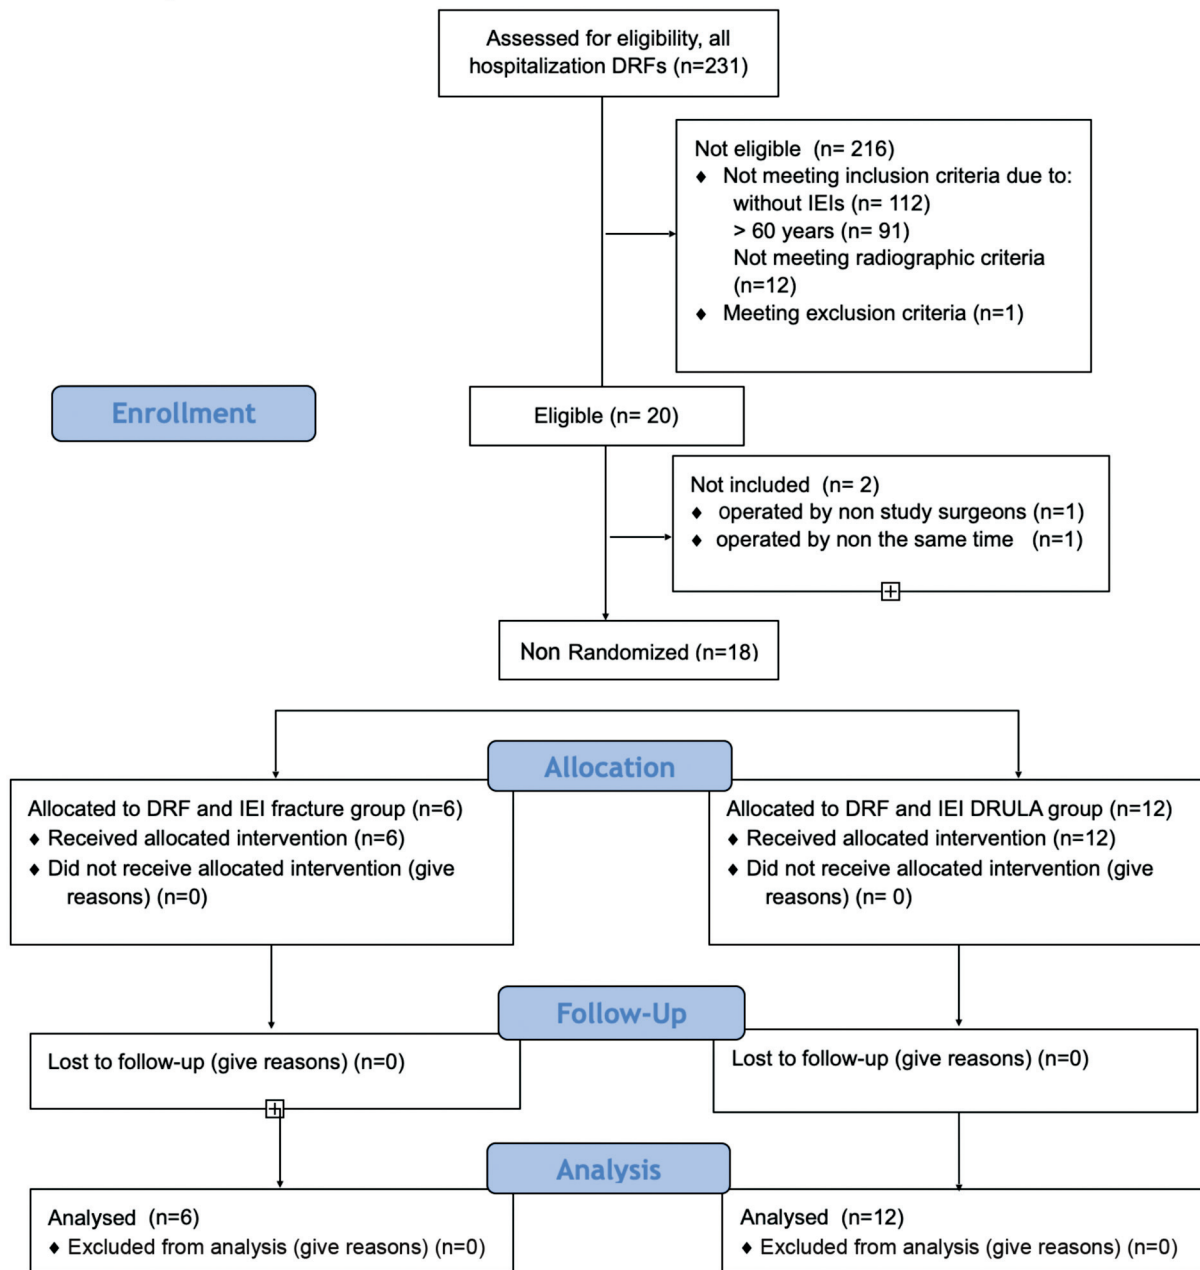 Assessed for eligibility, all
hospitalization DRFs (n=231)
Not eligible (n= 216)
♦ Not meeting inclusion criteria due to:
without IEIs (n= 112)
> 60 years (n= 91)
Not meeting radiographic criteria
(n=12)
♦ Meeting exclusion criteria (n=1)
Enrollment
Eligible (n= 20)
Not included (n= 2)
♦ operated by non study surgeons (n=1)
♦ operated by non the same time (n=1)
Non Randomized (n=18)
Allocation
Allocated to DRF and IEI fracture group (n=6)
♦ Received allocated intervention (n=6)
♦ Did not receive allocated intervention (give
reasons) (n=0)
Allocated to DRF and IEI DRULA group (n=12)
♦ Received allocated intervention (n=12)
♦ Did not receive allocated intervention (give
reasons) (n= 0)
Follow-Up
Lost to follow-up (give reasons) (n=0)
Lost to follow-up (give reasons) (n=0)
Analysis
Analysed (n=6)
♦ Excluded from analysis (give reasons) (n=0)
Analysed (n=12)
♦ Excluded from analysis (give reasons) (n=0)